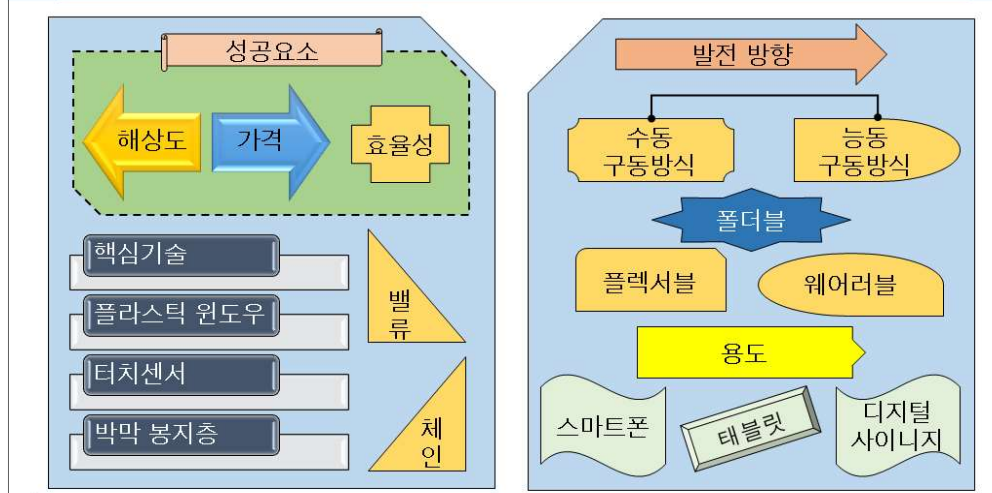 성공요소
해상도
가격
효율성
핵심기술
플라스틱 윈도우
터치센서
박막 봉지층
밸
류
체
인
발전 방향
수동
구동방식
능동
구동방식
폴더블
플렉서블
웨어러블
용도
스마트폰
태블릿
디지털
사이니지